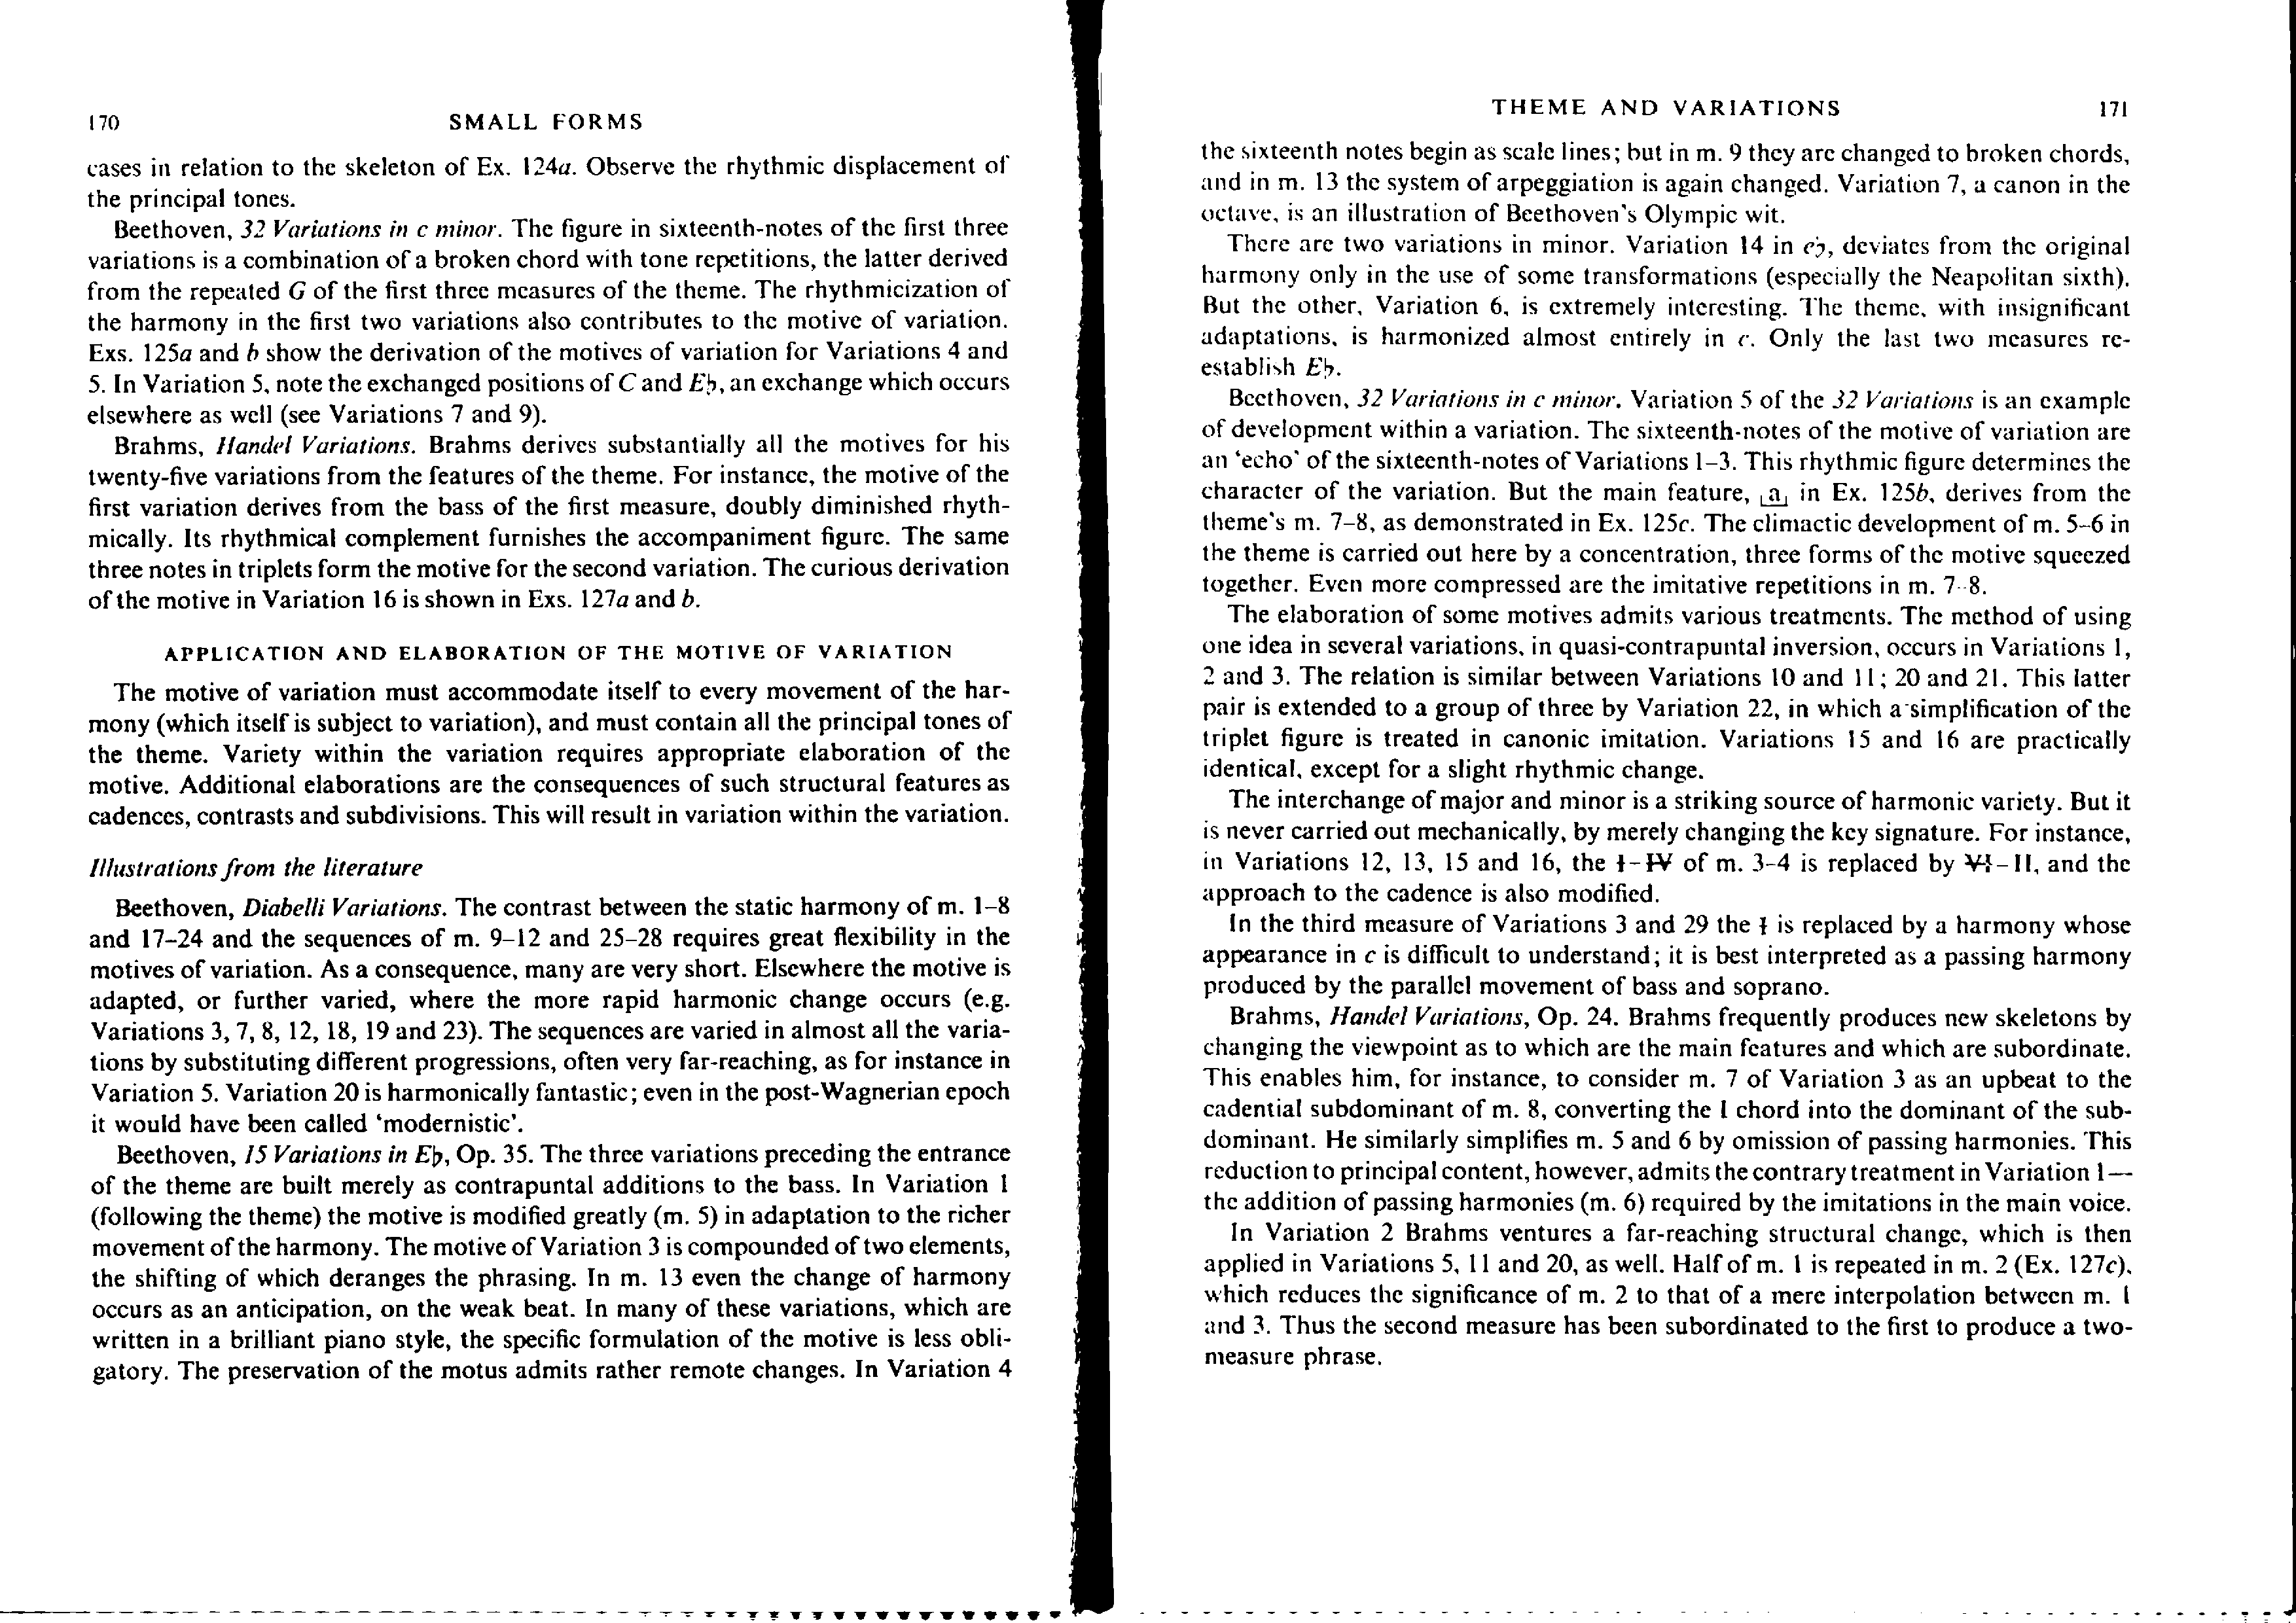 170
SMALL FORMS
cases in relation to the skeleton of Ex. 124a. Observe the rhythmic displacement of
the principal tones.
Beethoven, 32 Variations in c minor. The figure in sixteenth-notes of the first three
variations is a combination of a broken chord with tone repetitions, the latter derived
from the repeated G of the first three measures of the theme. The rhythmicization of
the harmony in the first two variations also contributes to the motive of variation.
Exs. 125a and b show the derivation of the motives of variation for Variations 4 and
5. In Variation 5, note the exchanged positions of C and E♭, an exchange which occurs
elsewhere as well (see Variations 7 and 9).
Brahms, Handel Variations. Brahms derives substantially all the motives for his
twenty-five variations from the features of the theme. For instance, the motive of the
first variation derives from the bass of the first measure, doubly diminished rhyth-
mically. Its rhythmical complement furnishes the accompaniment figure. The same
three notes in triplets form the motive for the second variation. The curious derivation
of the motive in Variation 16 is shown in Exs. 127a and b.
APPLICATION AND ELABORATION OF THE MOTIVE OF VARIATION
The motive of variation must accommodate itself to every movement of the har-
mony (which itself is subject to variation), and must contain all the principal tones of
the theme. Variety within the variation requires appropriate elaboration of the
motive. Additional elaborations are the consequences of such structural features as
cadences, contrasts and subdivisions. This will result in variation within the variation.
Illustrations from the literature
Beethoven, Diabelli Variations. The contrast between the static harmony of m. 1–8
and 17–24 and the sequences of m. 9–12 and 25–28 requires great flexibility in the
motives of variation. As a consequence, many are very short. Elsewhere the motive is
adapted, or further varied, where the more rapid harmonic change occurs (e.g.
Variations 3, 7, 8, 12, 18, 19 and 23). The sequences are varied in almost all the varia-
tions by substituting different progressions, often very far-reaching, as for instance in
Variation 5. Variation 20 is harmonically fantastic; even in the post-Wagnerian epoch
it would have been called ‘modernistic’.
Beethoven, 15 Variations in E♭, Op. 35. The three variations preceding the entrance
of the theme are built merely as contrapuntal additions to the bass. In Variation 1
(following the theme) the motive is modified greatly (m. 5) in adaptation to the richer
movement of the harmony. The motive of Variation 3 is compounded of two elements,
the shifting of which deranges the phrasing. In m. 13 even the change of harmony
occurs as an anticipation, on the weak beat. In many of these variations, which are
written in a brilliant piano style, the specific formulation of the motive is less obli-
gatory. The preservation of the motus admits rather remote changes. In Variation 4
THEME AND VARIATIONS
171
the sixteenth notes begin as scale lines; but in m. 9 they are changed to broken chords,
and in m. 13 the system of arpeggiation is again changed. Variation 7, a canon in the
octave, is an illustration of Beethoven's Olympic wit.
There are two variations in minor. Variation 14 in e♭, deviates from the original
harmony only in the use of some transformations (especially the Neapolitan sixth).
But the other, Variation 6, is extremely interesting. The theme, with insignificant
adaptations, is harmonized almost entirely in c. Only the last two measures re-
establish E♭.
Beethoven, 32 Variations in c minor. Variation 5 of the 32 Variations is an example
of development within a variation. The sixteenth-notes of the motive of variation are
an ‘echo’ of the sixteenth-notes of Variations 1–3. This rhythmic figure determines the
character of the variation. But the main feature, a in Ex. 125b, derives from the
theme's m. 7–8, as demonstrated in Ex. 125c. The climactic development of m. 5–6 in
the theme is carried out here by a concentration, three forms of the motive squeezed
together. Even more compressed are the imitative repetitions in m. 7–8.
The elaboration of some motives admits various treatments. The method of using
one idea in several variations, in quasi-contrapuntal inversion, occurs in Variations 1,
2 and 3. The relation is similar between Variations 10 and 11; 20 and 21. This latter
pair is extended to a group of three by Variation 22, in which a simplification of the
triplet figure is treated in canonic imitation. Variations 15 and 16 are practically
identical, except for a slight rhythmic change.
The interchange of major and minor is a striking source of harmonic variety. But it
is never carried out mechanically, by merely changing the key signature. For instance,
in Variations 12, 13, 15 and 16, the I–IV of m. 3–4 is replaced by VI–II, and the
approach to the cadence is also modified.
In the third measure of Variations 3 and 29 the I is replaced by a harmony whose
appearance in c is difficult to understand; it is best interpreted as a passing harmony
produced by the parallel movement of bass and soprano.
Brahms, Handel Variations, Op. 24. Brahms frequently produces new skeletons by
changing the viewpoint as to which are the main features and which are subordinate.
This enables him, for instance, to consider m. 7 of Variation 3 as an upbeat to the
cadential subdominant of m. 8, converting the I chord into the dominant of the sub-
dominant. He similarly simplifies m. 5 and 6 by omission of passing harmonies. This
reduction to principal content, however, admits the contrary treatment in Variation 1—
the addition of passing harmonies (m. 6) required by the imitations in the main voice.
In Variation 2 Brahms ventures a far-reaching structural change, which is then
applied in Variations 5, 11 and 20, as well. Half of m. 1 is repeated in m. 2 (Ex. 127c),
which reduces the significance of m. 2 to that of a mere interpolation between m. 1
and 3. Thus the second measure has been subordinated to the first to produce a two-
measure phrase.